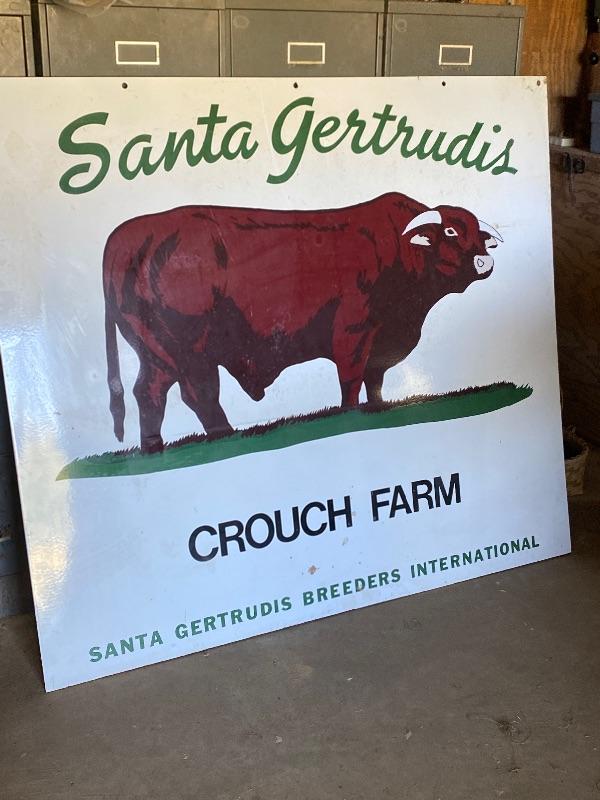 Santa Gertrudis
CROUCH FARM
SANTA GERTRUDIS BREEDERS INTERNATIONAL